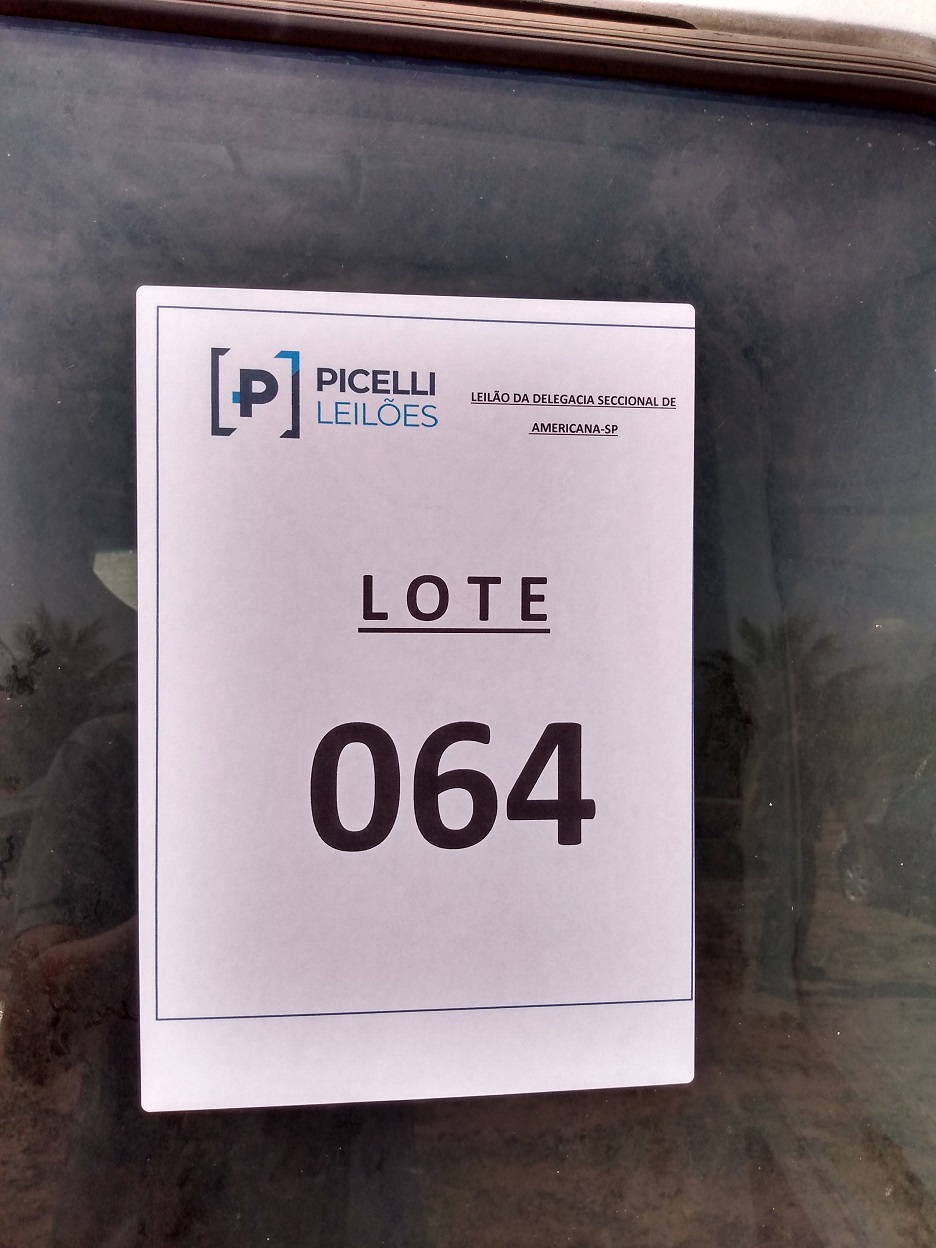 [P]
PICELLI
LEILÕES
LEILÃO DA DELEGACIA SECCIONAL DE
AMERICANA-SP
LOTE
064